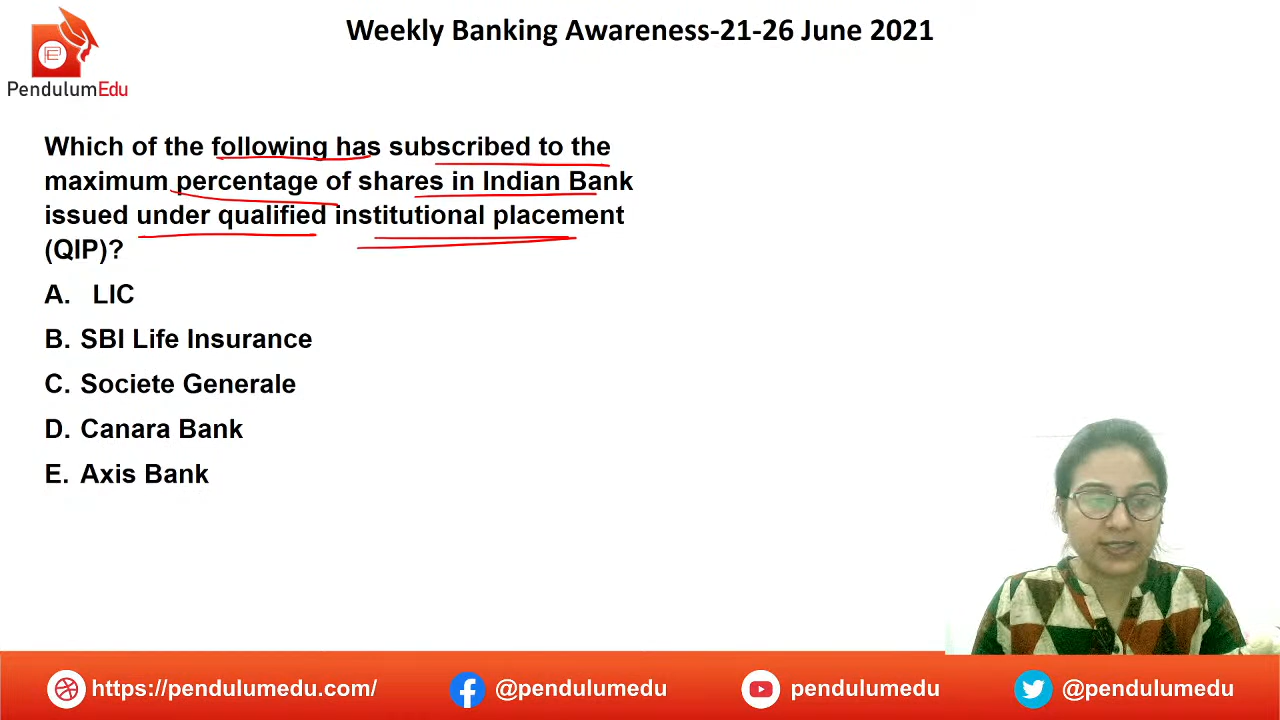 Weekly Banking Awareness-21-26 June 2021
PendulumEdu
Which of the following has subscribed to the
maximum percentage of shares in Indian Bank
issued under qualified institutional placement
(QIP)?
A. LIC
B. SBI Life Insurance
C. Societe Generale
D. Canara Bank
E. Axis Bank
https://pendulumedu.com/
@pendulumedu
pendulumedu
@pendulumedu